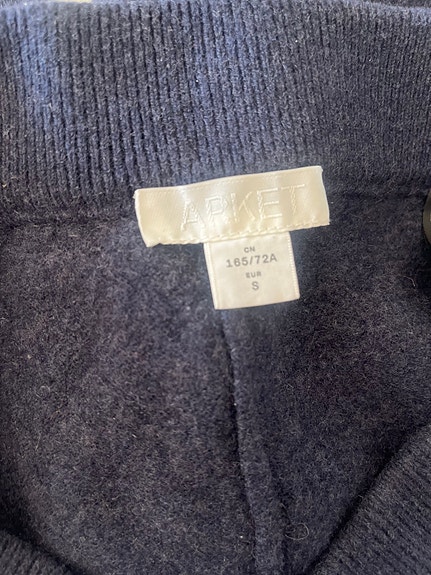 ARKET
CN
165/72A
EUR
S